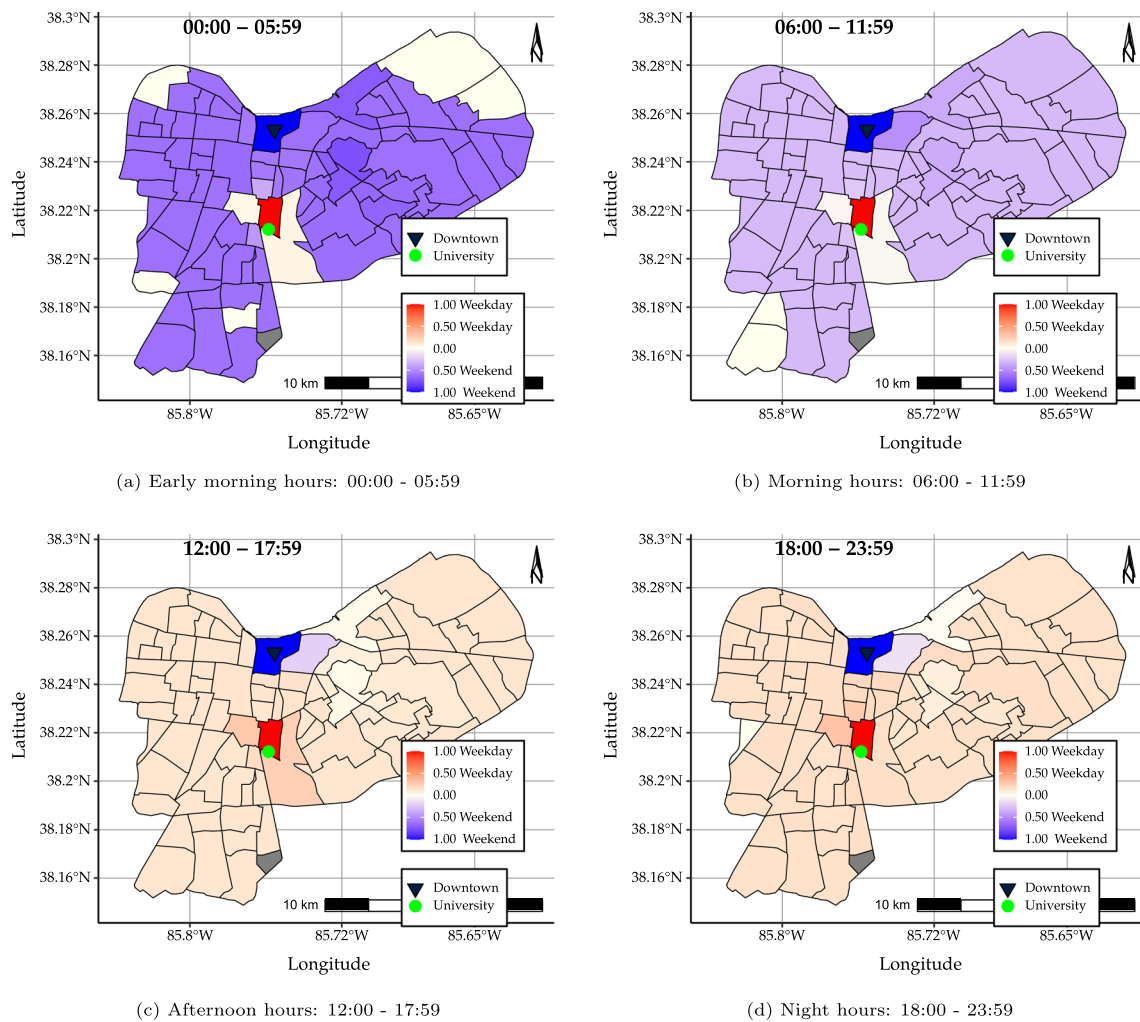 00:00 – 05:59
38.3°N
38.28°N
38.26°N
38.24°N
38.22°N
38.2°N
38.18°N
38.16°N
Latitude
N
Downtown
University
1.00 Weekday
0.50 Weekday
0.00
0.50 Weekend
1.00 Weekend
10 km
85.8°W
85.72°W
85.65°W
Longitude
(a) Early morning hours: 00:00 - 05:59
06:00 – 11:59
38.3°N
38.28°N
38.26°N
38.24°N
38.22°N
38.2°N
38.18°N
38.16°N
Latitude
N
Downtown
University
1.00 Weekday
0.50 Weekday
0.00
0.50 Weekend
1.00 Weekend
10 km
85.8°W
85.72°W
85.65°W
Longitude
(b) Morning hours: 06:00 - 11:59
12:00 – 17:59
38.3°N
38.28°N
38.26°N
38.24°N
38.22°N
38.2°N
38.18°N
38.16°N
Latitude
N
1.00 Weekday
0.50 Weekday
0.00
0.50 Weekend
1.00 Weekend
Downtown
University
10 km
85.8°W
85.72°W
85.65°W
Longitude
(c) Afternoon hours: 12:00 - 17:59
18:00 – 23:59
38.3°N
38.28°N
38.26°N
38.24°N
38.22°N
38.2°N
38.18°N
38.16°N
Latitude
N
1.00 Weekday
0.50 Weekday
0.00
0.50 Weekend
1.00 Weekend
Downtown
University
10 km
85.8°W
85.72°W
85.65°W
Longitude
(d) Night hours: 18:00 - 23:59